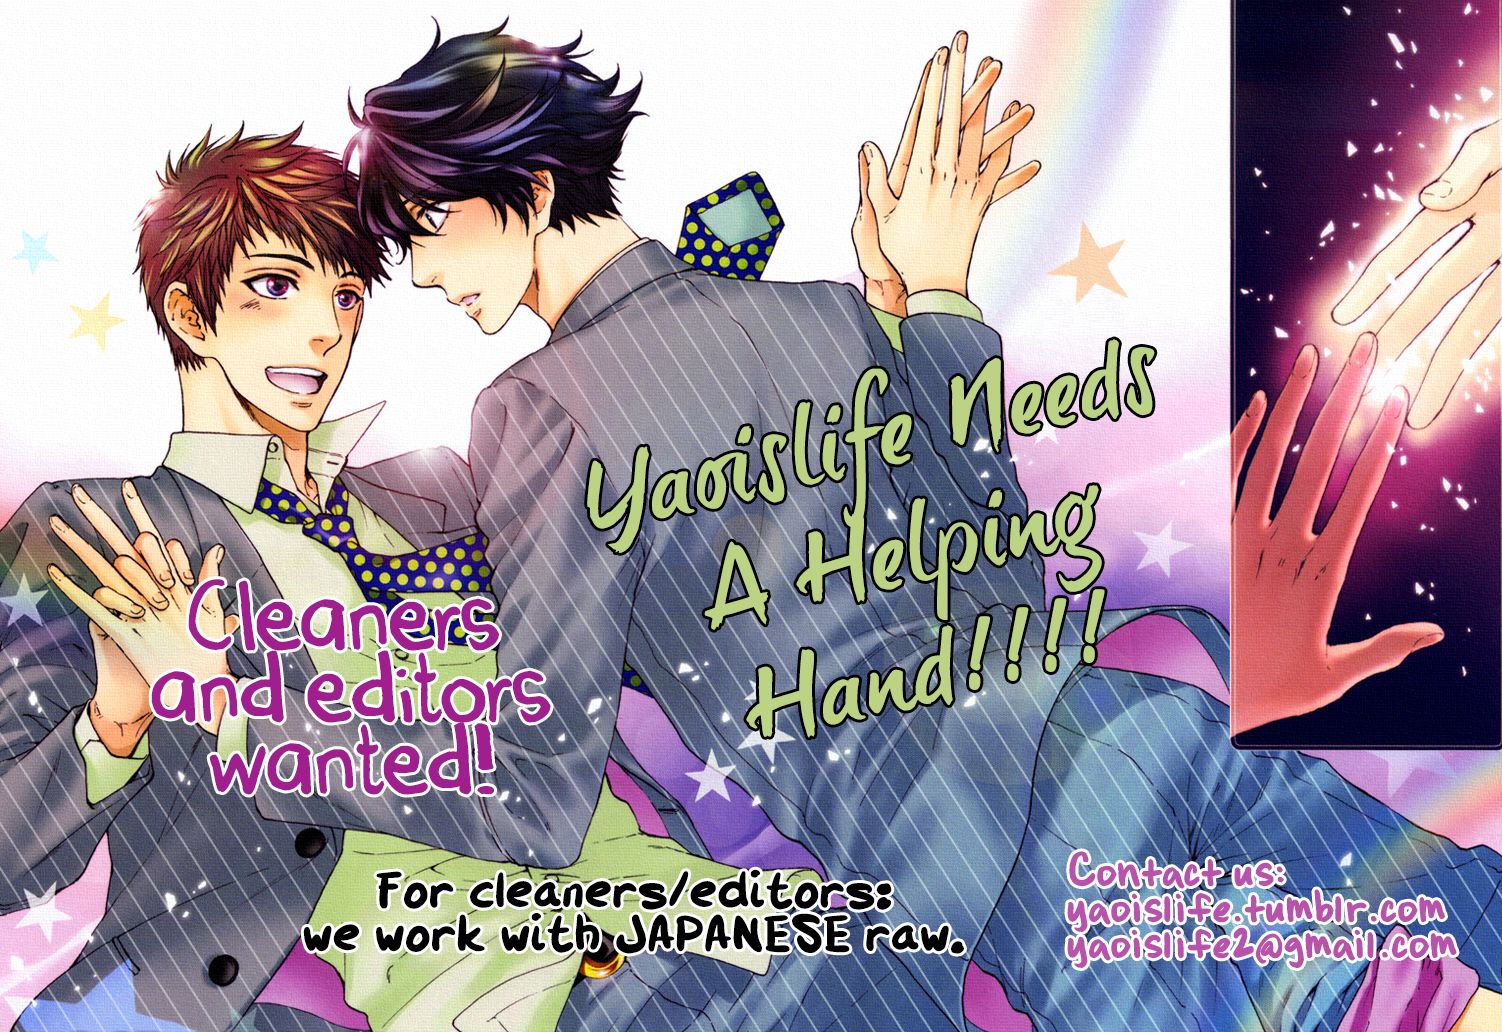 Yaoislife Needs
A Helping
Hand!!!!
Cleaners
and editors
wanted!
For cleaners/editors:
we work with JAPANESE raw.
Contact us:
yaoislife.tumblr.com
yaoislife2@gmail.com